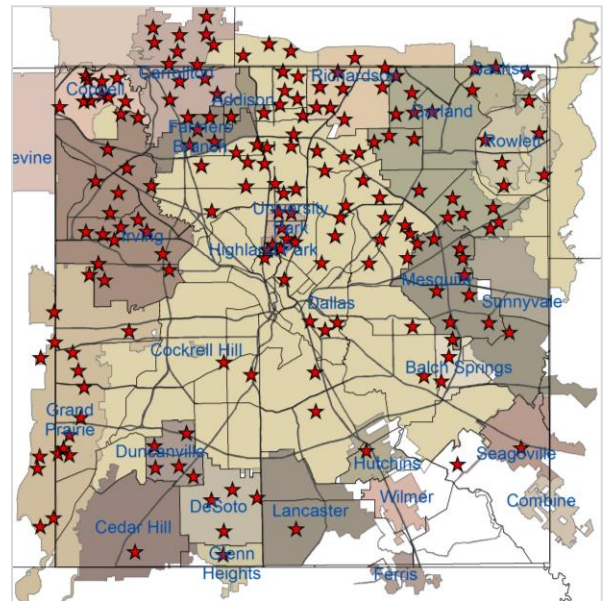 Carrollton
Richardson
Sachse
Coppell
Addison
Garland
Farmers
Branch
Rowlett
evine
University
Park
Irving
Highland Park
Mesquite
Sunnyvale
Dallas
Cockrell Hill
Balch Springs
Grand
Prairie
Duncanville
Hutchins
Seagoville
DeSoto
Lancaster
Wilmer
Combine
Cedar Hill
Glenn
Heights
Ferris